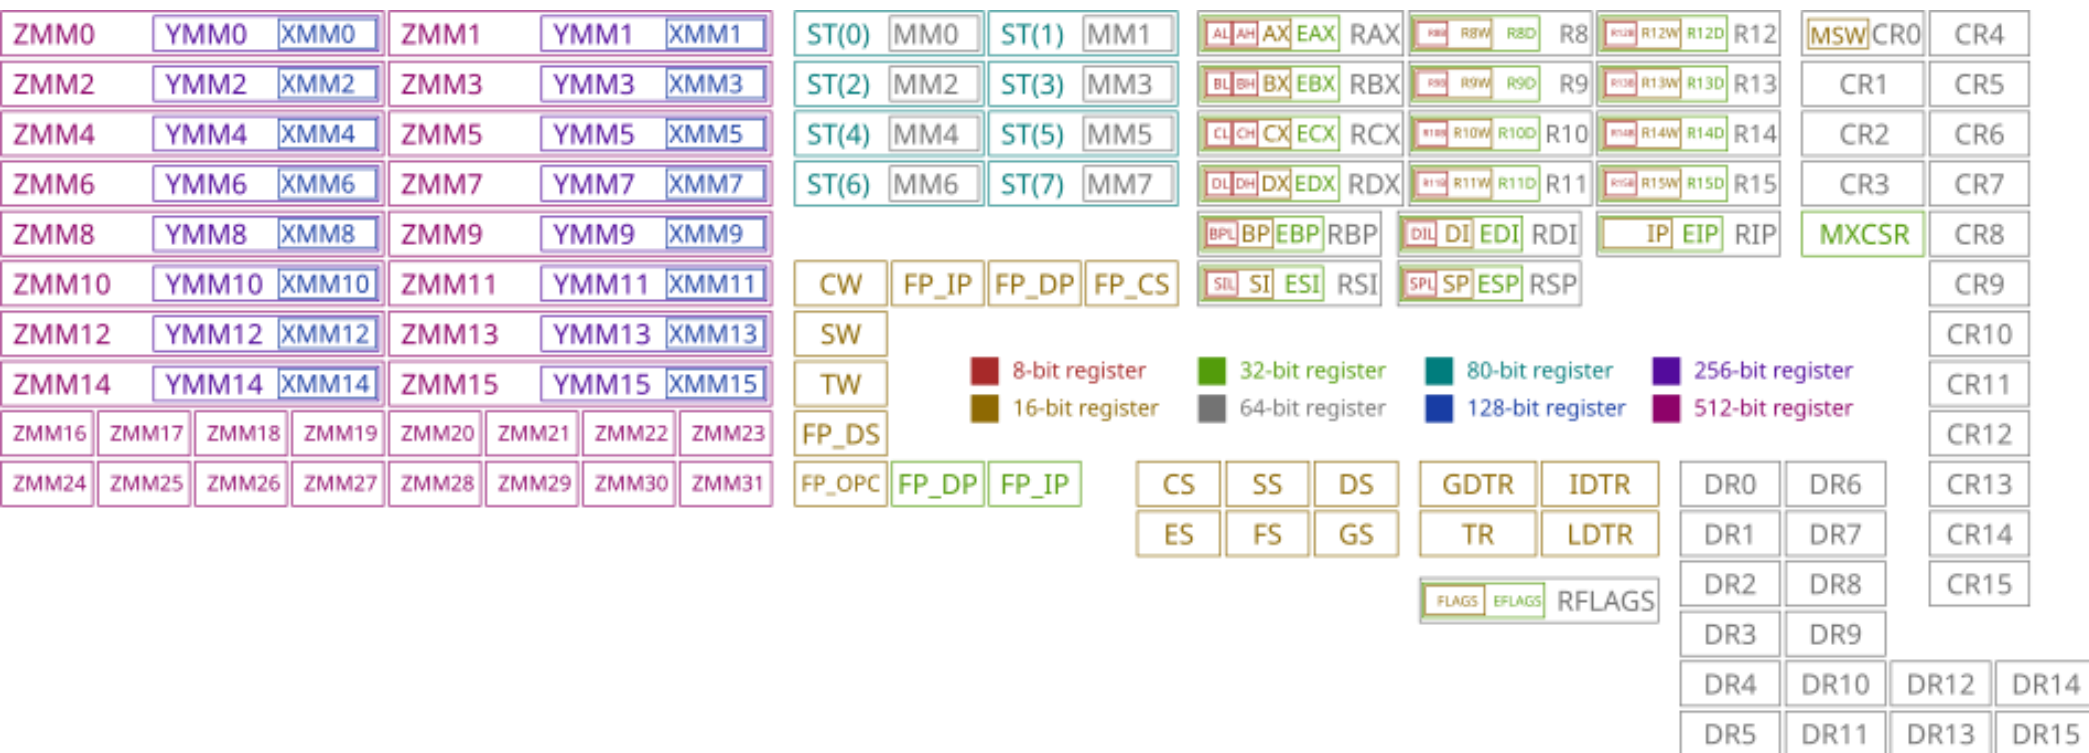 ZMM0 YMM0 XMM0 ZMM1 YMM1 XMM1 ST(0) MM0 ST(1) MM1 AL AH AX EAX RAX R8B R8W R8D R8 R12B R12W R12D R12 MSW CR0 CR4
ZMM2 YMM2 XMM2 ZMM3 YMM3 XMM3 ST(2) MM2 ST(3) MM3 BL BH BX EBX RBX R9B R9W R9D R9 R13B R13W R13D R13 CR1 CR5
ZMM4 YMM4 XMM4 ZMM5 YMM5 XMM5 ST(4) MM4 ST(5) MM5 CL CH CX ECX RCX R10B R10W R10D R10 R14B R14W R14D R14 CR2 CR6
ZMM6 YMM6 XMM6 ZMM7 YMM7 XMM7 ST(6) MM6 ST(7) MM7 DL DH DX EDX RDX R11B R11W R11D R11 R15B R15W R15D R15 CR3 CR7
ZMM8 YMM8 XMM8 ZMM9 YMM9 XMM9 BPL BP EBP RBP DIL DI EDI RDI IP EIP RIP MXCSR CR8
ZMM10 YMM10 XMM10 ZMM11 YMM11 XMM11 CW FP_IP FP_DP FP_CS SIL SI ESI RSI SPL SP ESP RSP CR9
ZMM12 YMM12 XMM12 ZMM13 YMM13 XMM13 SW CR10
ZMM14 YMM14 XMM14 ZMM15 YMM15 XMM15 TW 8-bit register 32-bit register 80-bit register 256-bit register CR11
16-bit register 64-bit register 128-bit register 512-bit register
ZMM16 ZMM17 ZMM18 ZMM19 ZMM20 ZMM21 ZMM22 ZMM23 FP_DS CR12
ZMM24 ZMM25 ZMM26 ZMM27 ZMM28 ZMM29 ZMM30 ZMM31 FP_OPC FP_DP FP_IP CS SS DS GDTR IDTR DR0 DR6 CR13
ES FS GS TR LDTR DR1 DR7 CR14
DR2 DR8 CR15
FLAGS EFLAGS RFLAGS
DR3 DR9
DR4 DR10 DR12 DR14
DR5 DR11 DR13 DR15